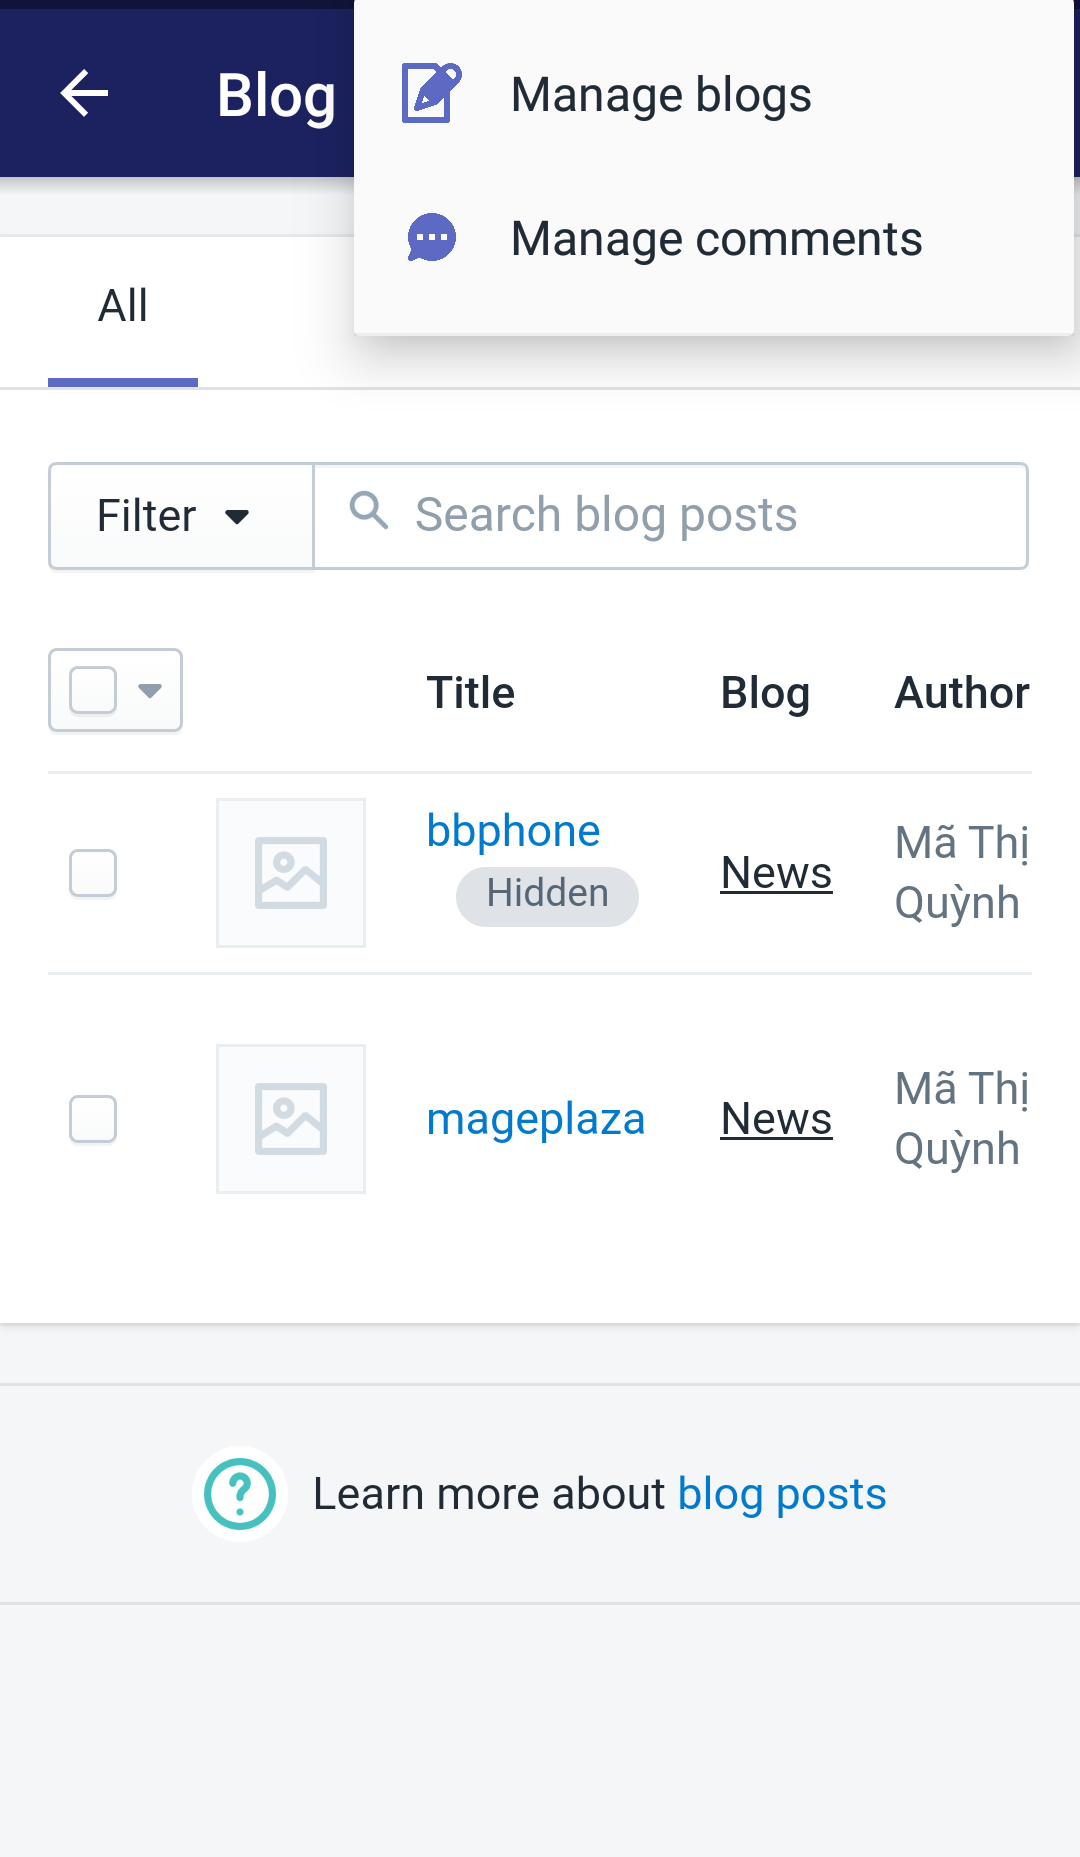 Blog
Manage blogs
Manage comments
All
Filter
Search blog posts
Title Blog Author
bbphone
Hidden
News
Mã Thị
Quỳnh
mageplaza
News
Mã Thị
Quỳnh
Learn more about blog posts